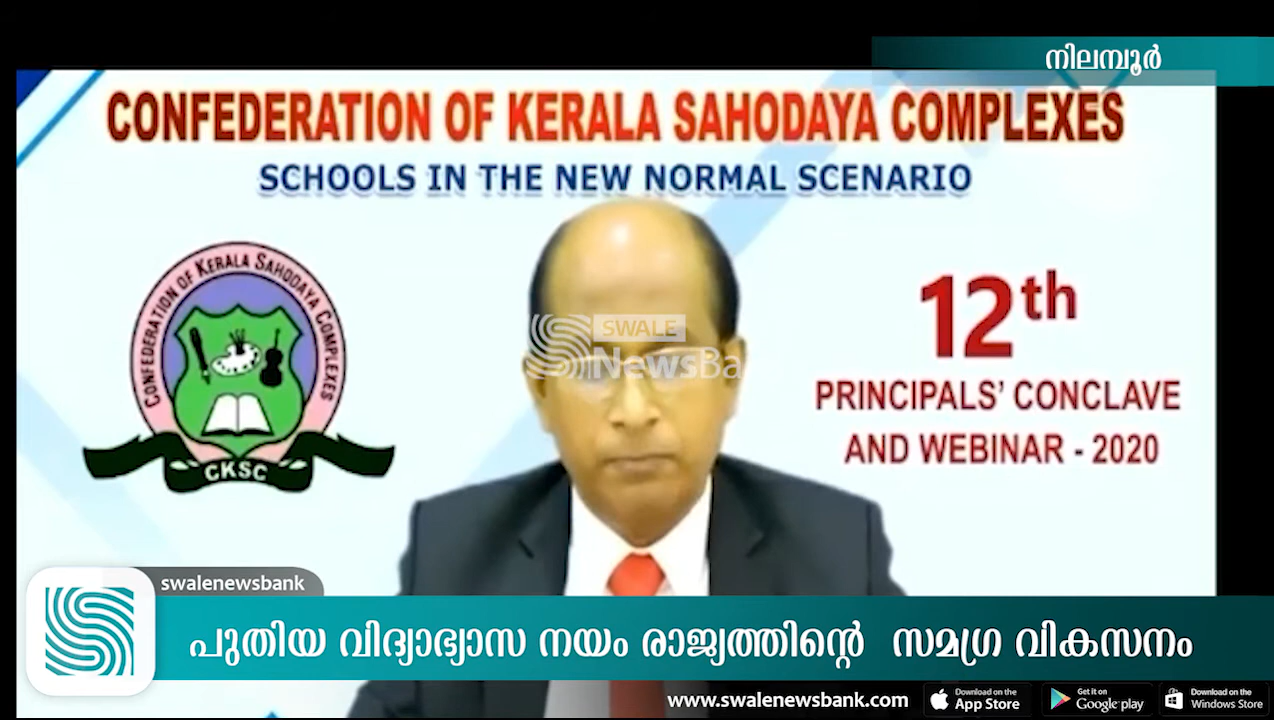 നിലമ്പൂർ
CONFEDERATION OF KERALA SAHODAYA COMPLEXES
SCHOOLS IN THE NEW NORMAL SCENARIO
CONFEDERATION OF KERALA SAHODAYA COMPLEXES
CKSC
12th
PRINCIPALS' CONCLAVE
AND WEBINAR - 2020
SWALE
NewsBa
swalenewsbank
പുതിയ വിദ്യാഭ്യാസ നയം രാജ്യത്തിന്റെ സമഗ്ര വികസനം
www.swalenewsbank.com
Download on the
App Store
Get it on
Google play
Download on the
Windows Store